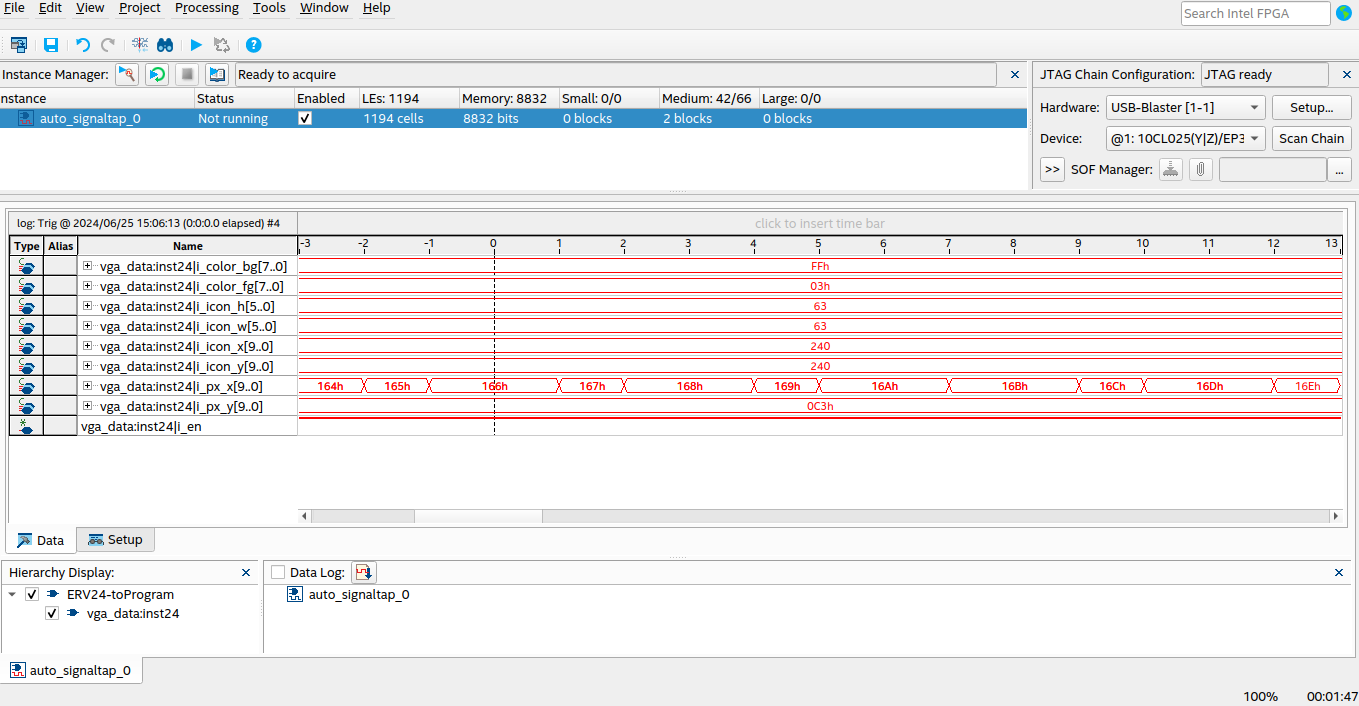 File Edit View Project Processing Tools Window Help
Search Intel FPGA
Instance Manager: Ready to acquire
JTAG Chain Configuration: JTAG ready
nstance Status Enabled LEs: 1194 Memory: 8832 Small: 0/0 Medium: 42/66 Large: 0/0
auto_signaltap_0 Not running 1194 cells 8832 bits 0 blocks 2 blocks 0 blocks
Hardware: USB-Blaster [1-1] Setup...
Device: @1: 10CL025(Y|Z)/EP3 Scan Chain
>> SOF Manager: ...
log: Trig @ 2024/06/25 15:06:13 (0:0:0.0 elapsed) #4 click to insert time bar
Type Alias Name -3 -2 -1 0 1 2 3 4 5 6 7 8 9 10 11 12 13
vga_data:inst24|i_color_bg[7..0] FFh
vga_data:inst24|i_color_fg[7..0] 03h
vga_data:inst24|i_icon_h[5..0] 63
vga_data:inst24|i_icon_w[5..0] 63
vga_data:inst24|i_icon_x[9..0] 240
vga_data:inst24|i_icon_y[9..0] 240
vga_data:inst24|i_px_x[9..0] 164h 165h 166h 167h 168h 169h 16Ah 16Bh 16Ch 16Dh 16Eh
vga_data:inst24|i_px_y[9..0] 0C3h
vga_data:inst24|i_en
Data Setup
Hierarchy Display:
ERV24-toProgram
vga_data:inst24
Data Log:
auto_signaltap_0
auto_signaltap_0
100% 00:01:47